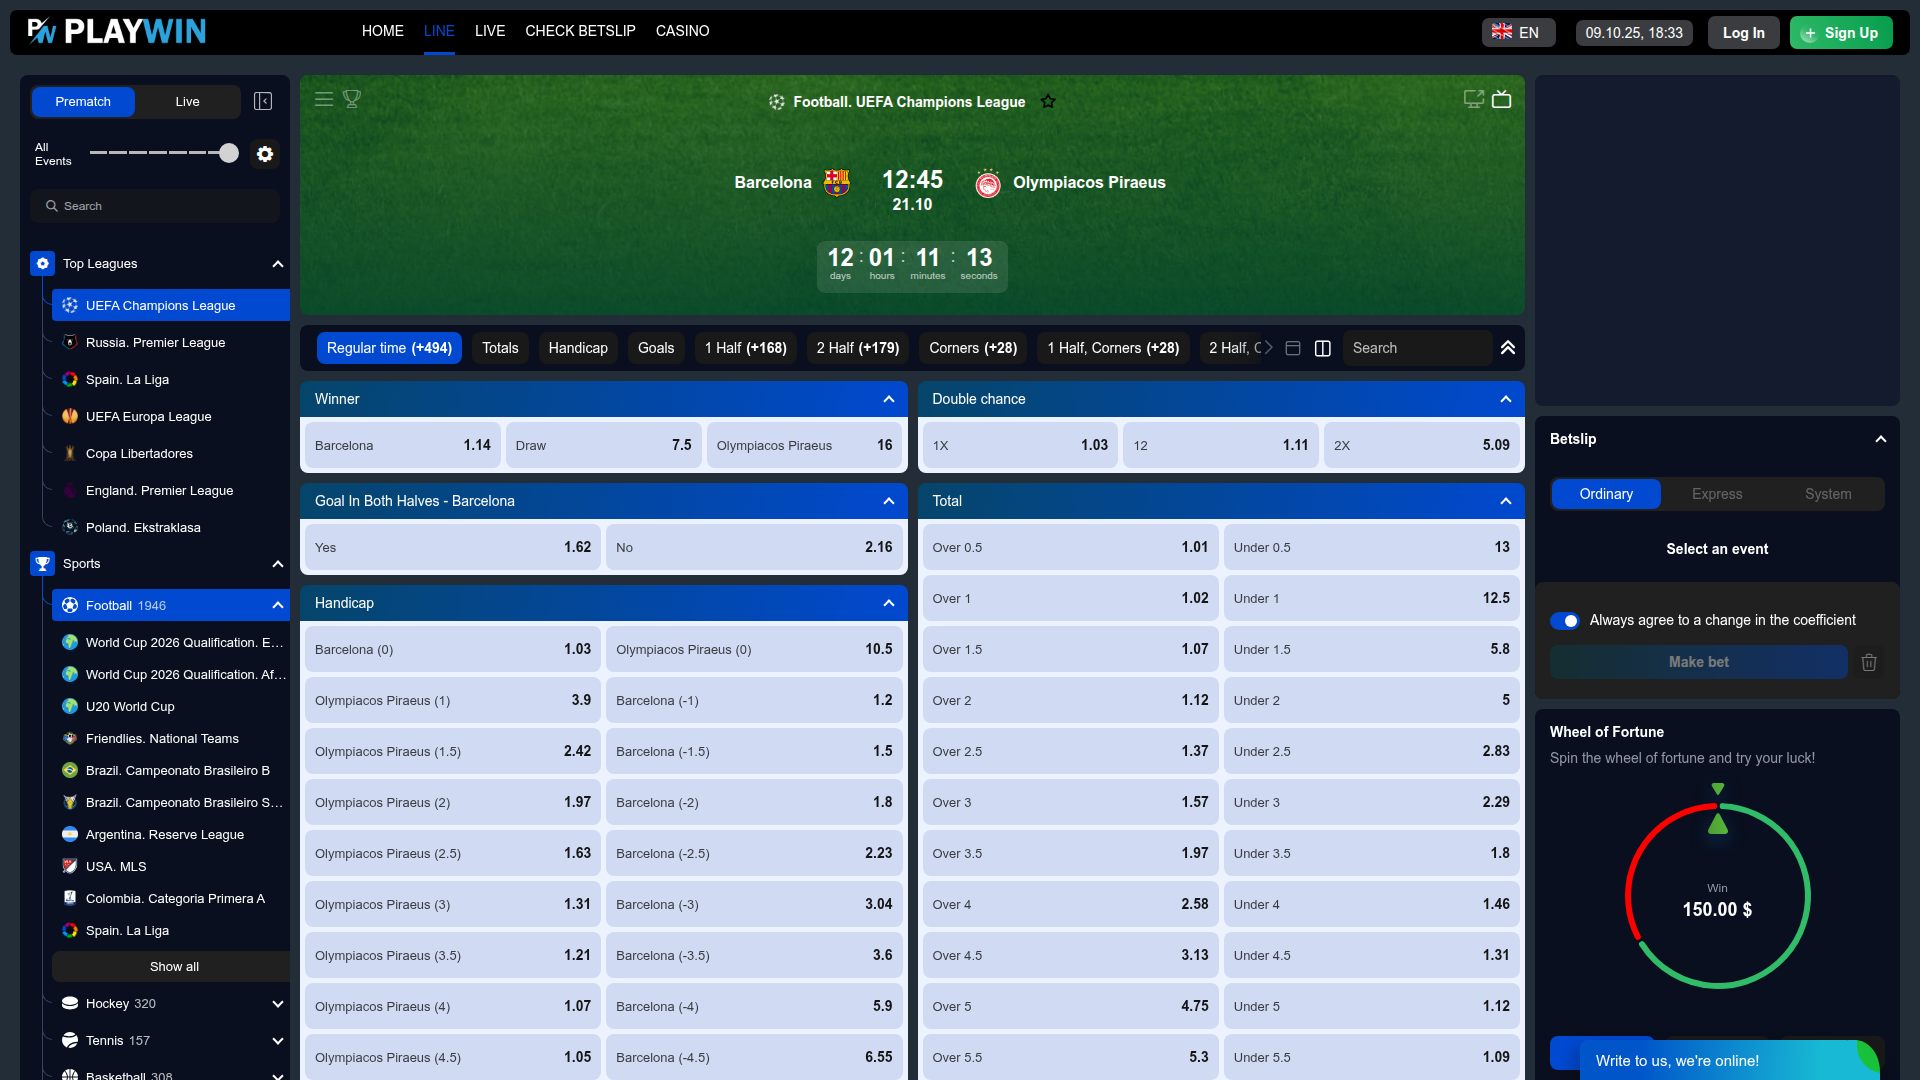 PLAYWIN
HOME
LINE
LIVE
CHECK BETSLIP
CASINO
EN
09.10.25, 18:33
Log In
+ Sign Up
Prematch
Live
All Events
Search
Top Leagues
UEFA Champions League
Russia. Premier League
Spain. La Liga
UEFA Europa League
Copa Libertadores
England. Premier League
Poland. Ekstraklasa
Sports
Football 1946
World Cup 2026 Qualification. E...
World Cup 2026 Qualification. Af...
U20 World Cup
Friendlies. National Teams
Brazil. Campeonato Brasileiro B
Brazil. Campeonato Brasileiro S...
Argentina. Reserve League
USA. MLS
Colombia. Categoria Primera A
Spain. La Liga
Show all
Hockey 320
Tennis 157
Basketball 308
Football. UEFA Champions League
Barcelona
12:45
21.10
Olympiacos Piraeus
12 : 01 : 11 : 13
days hours minutes seconds
Regular time (+494)
Totals
Handicap
Goals
1 Half (+168)
2 Half (+179)
Corners (+28)
1 Half, Corners (+28)
2 Half, C
Search
Winner
Barcelona 1.14
Draw 7.5
Olympiacos Piraeus 16
Goal In Both Halves - Barcelona
Yes 1.62
No 2.16
Handicap
Barcelona (0) 1.03
Olympiacos Piraeus (0) 10.5
Olympiacos Piraeus (1) 3.9
Barcelona (-1) 1.2
Olympiacos Piraeus (1.5) 2.42
Barcelona (-1.5) 1.5
Olympiacos Piraeus (2) 1.97
Barcelona (-2) 1.8
Olympiacos Piraeus (2.5) 1.63
Barcelona (-2.5) 2.23
Olympiacos Piraeus (3) 1.31
Barcelona (-3) 3.04
Olympiacos Piraeus (3.5) 1.21
Barcelona (-3.5) 3.6
Olympiacos Piraeus (4) 1.07
Barcelona (-4) 5.9
Olympiacos Piraeus (4.5) 1.05
Barcelona (-4.5) 6.55
Double chance
1X 1.03
12 1.11
2X 5.09
Total
Over 0.5 1.01
Under 0.5 13
Over 1 1.02
Under 1 12.5
Over 1.5 1.07
Under 1.5 5.8
Over 2 1.12
Under 2 5
Over 2.5 1.37
Under 2.5 2.83
Over 3 1.57
Under 3 2.29
Over 3.5 1.97
Under 3.5 1.8
Over 4 2.58
Under 4 1.46
Over 4.5 3.13
Under 4.5 1.31
Over 5 4.75
Under 5 1.12
Over 5.5 5.3
Under 5.5 1.09
Betslip
Ordinary
Express
System
Select an event
Always agree to a change in the coefficient
Make bet
Wheel of Fortune
Spin the wheel of fortune and try your luck!
Win
150.00 $
Write to us, we're online!